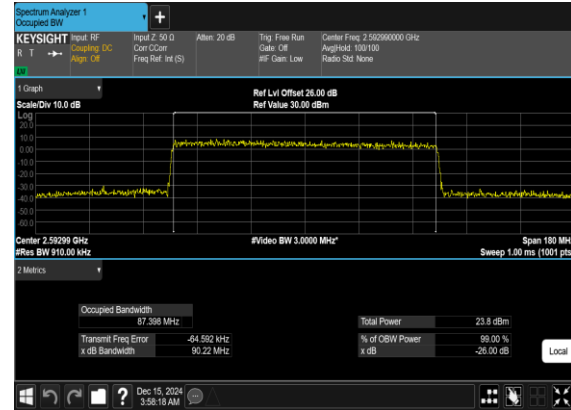 Spectrum Analyzer 1
Occupied BW
+
KEYSIGHT Input: RF Input Z: 50 Ω Atten: 20 dB Trig: Free Run Center Freq: 2.592990000 GHz
R T Coupling: DC Corr CCorr Gate: Off Avg|Hold: 100/100
Align: Off Freq Ref: Int (S) #IF Gain: Low Radio Std: None
LU
1 Graph Ref Lvl Offset 26.00 dB
Scale/Div 10.0 dB Ref Value 30.00 dBm
Log
20.0
10.0
0.00
-10.0
-20.0
-30.0
-40.0
-50.0
-60.0
Center 2.59299 GHz #Video BW 3.0000 MHz* Span 180 MH
#Res BW 910.00 kHz Sweep 1.00 ms (1001 pts
2 Metrics
Occupied Bandwidth
87.398 MHz Total Power 23.8 dBm
Transmit Freq Error -64.592 kHz % of OBW Power 99.00 %
x dB Bandwidth 90.22 MHz x dB -26.00 dB
Local
? Dec 15, 2024
3:58:18 AM